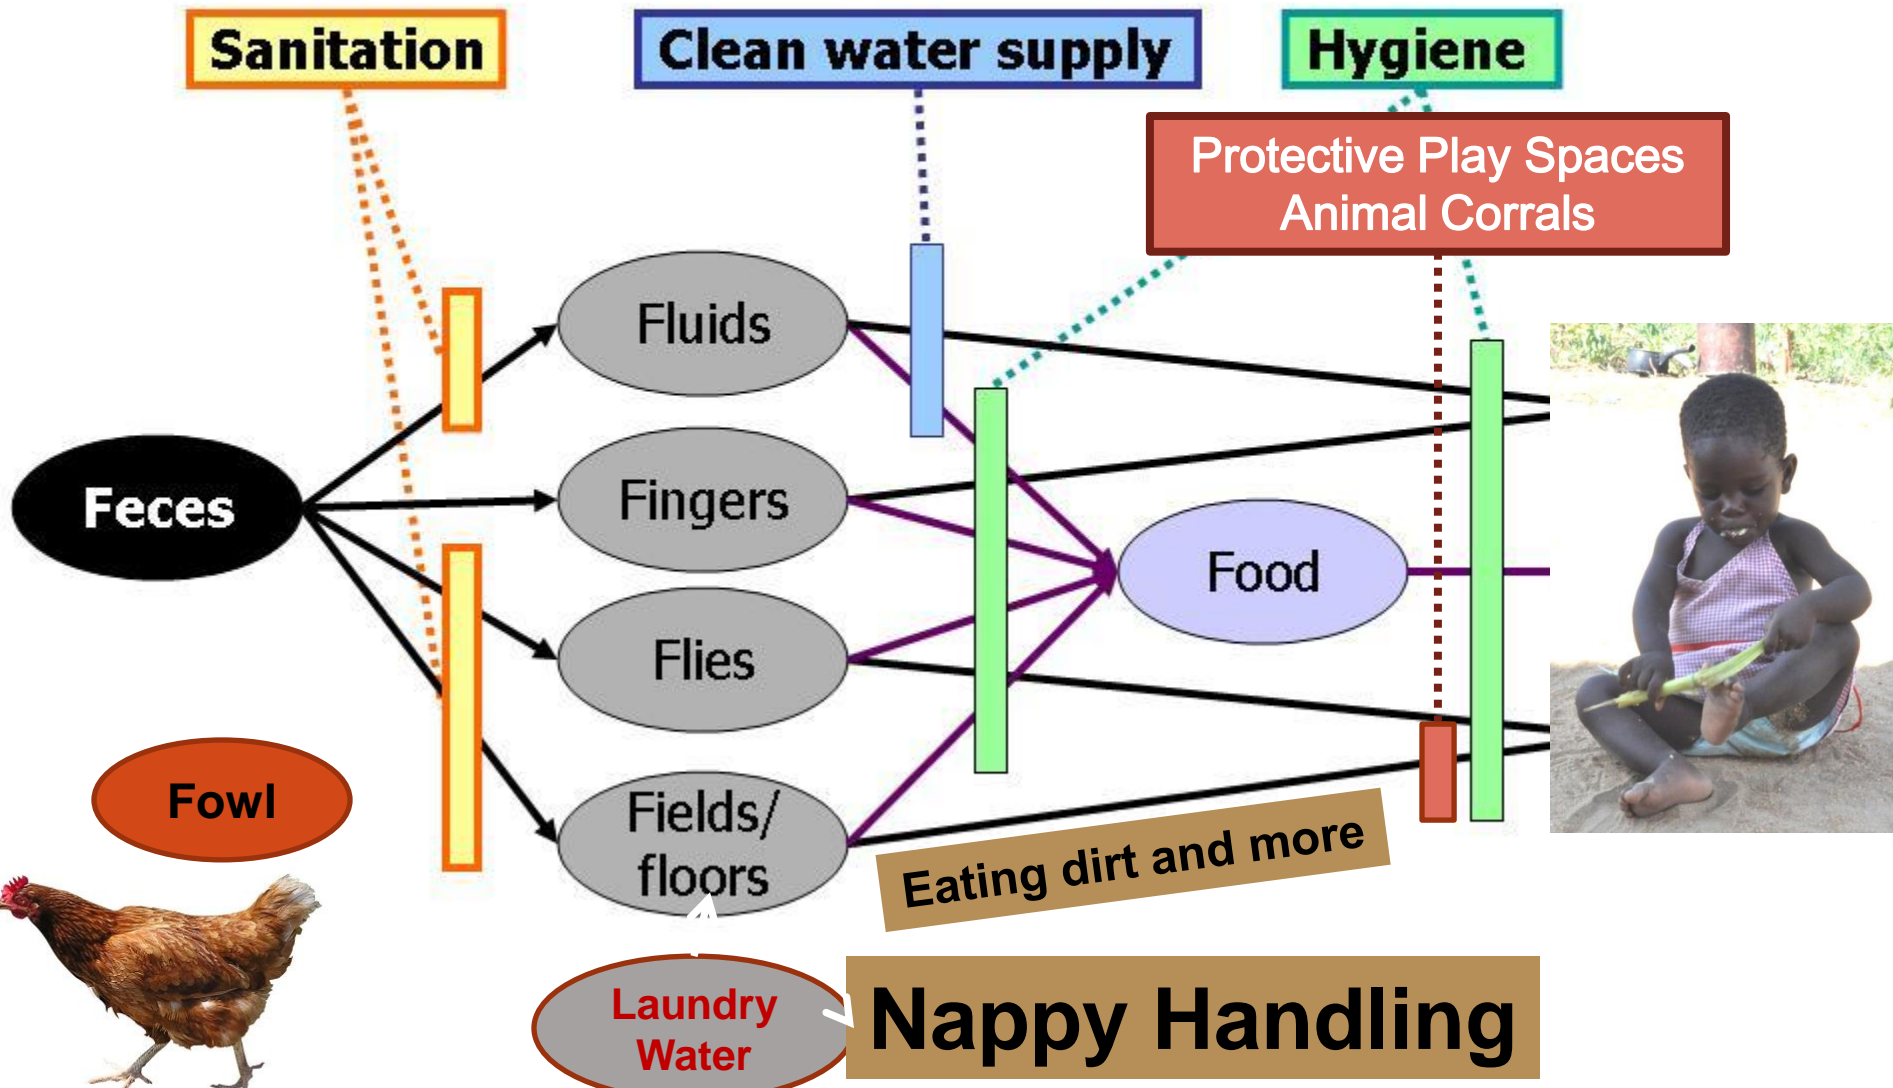 Sanitation
Clean water supply
Hygiene
Protective Play Spaces
Animal Corrals
Fluids
Feces
Fingers
Food
Flies
Fowl
Fields/
floors
Eating dirt and more
Laundry
Water
Nappy Handling